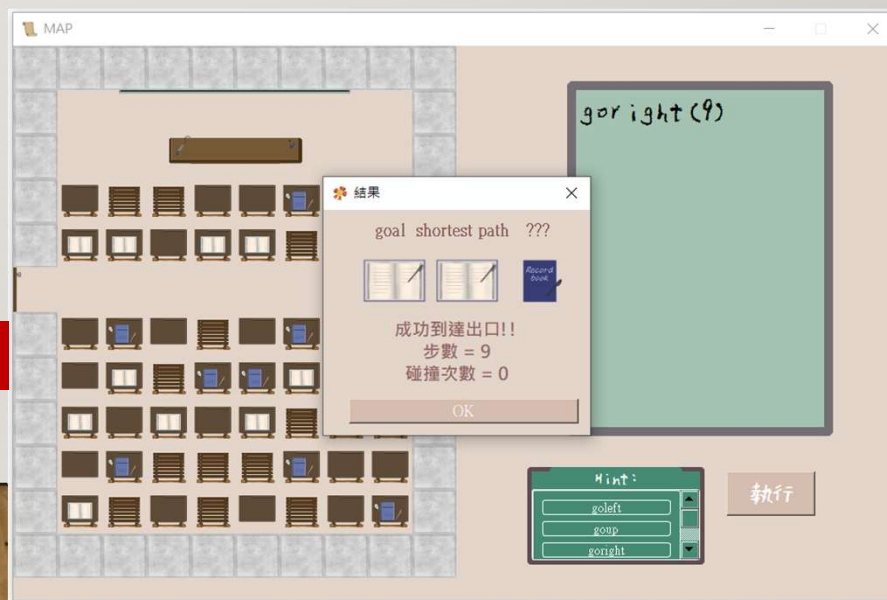 MAP
goright(9)
結果
goal shortest path ???
Record
book
成功到達出口!!
步數 = 9
碰撞次數 = 0
OK
Hint:
goleft
goup
goright
執行